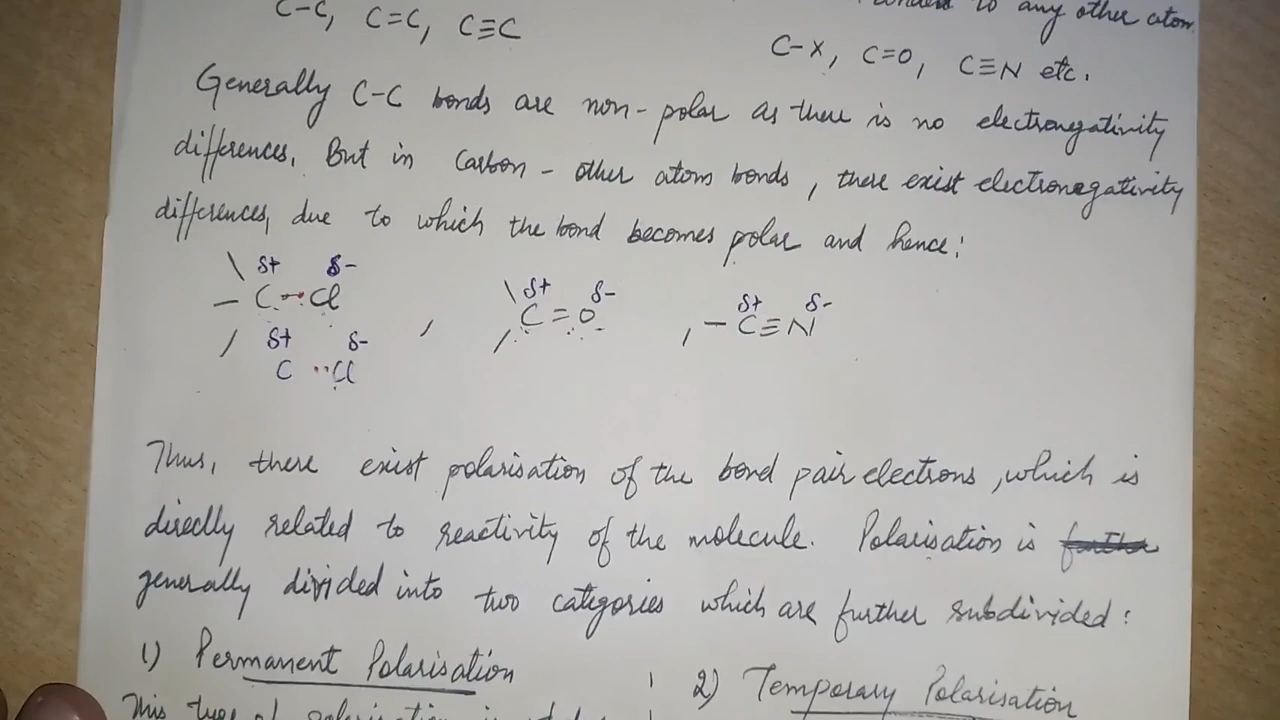 C-C, C=C, C≡C
to any other atom.
C-X, C=O, C≡N etc.
Generally C-C bonds are non-polar as there is no electronegativity
differences. But in Carbon - other atom bonds, there exist electronegativity
differences, due to which the bond becomes polar and hence:
δ+ δ- δ+ δ- δ+ δ-
C Cl, C=O, -C≡N
δ+ δ-
C ··Cl
Thus, there exist polarisation of the bond pair electrons, which is
directly related to reactivity of the molecule. Polarisation is
generally divided into two categories which are further subdivided:
1) Permanent Polarisation
2) Temporary Polarisation
This type of